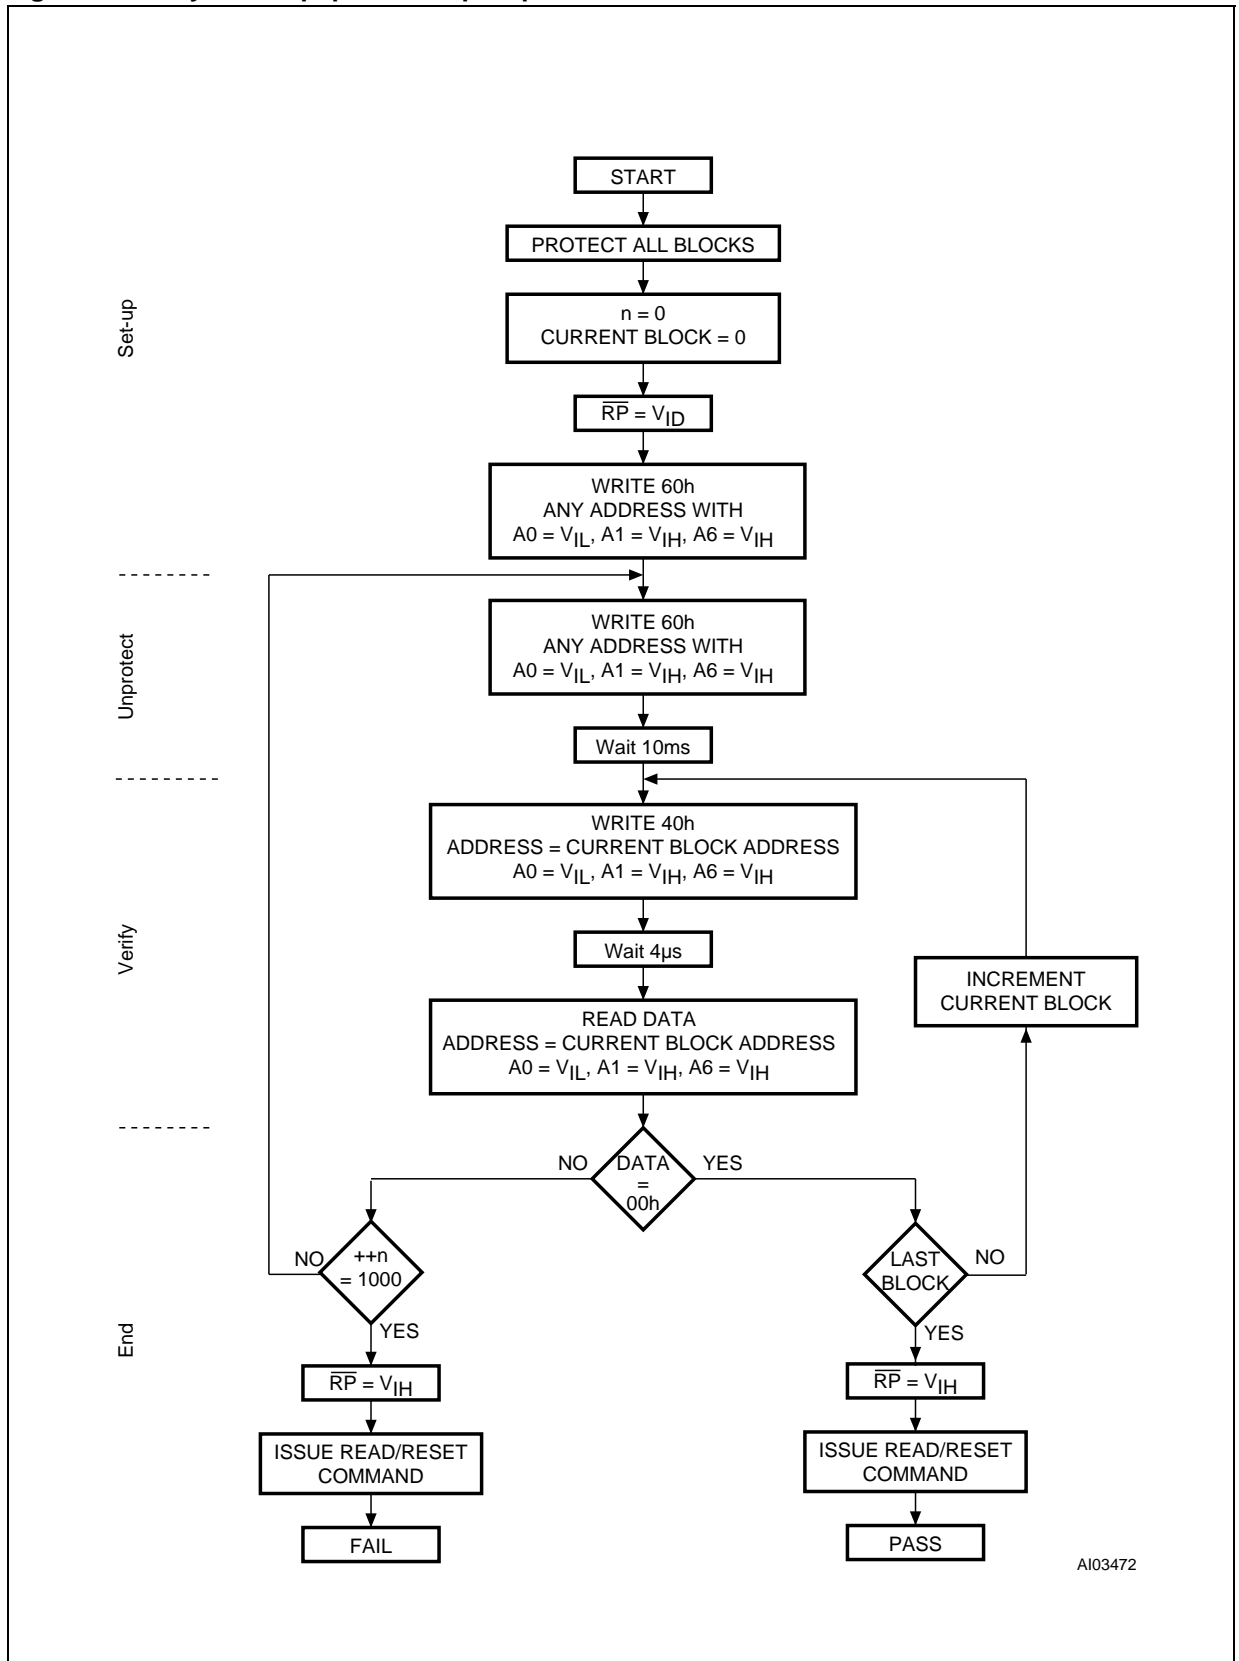 START
PROTECT ALL BLOCKS
n = 0
CURRENT BLOCK = 0
Set-up
R̅P̅ = VID
WRITE 60h
ANY ADDRESS WITH
A0 = VIL, A1 = VIH, A6 = VIH
Unprotect
WRITE 60h
ANY ADDRESS WITH
A0 = VIL, A1 = VIH, A6 = VIH
Wait 10ms
Verify
WRITE 40h
ADDRESS = CURRENT BLOCK ADDRESS
A0 = VIL, A1 = VIH, A6 = VIH
Wait 4µs
INCREMENT
CURRENT BLOCK
READ DATA
ADDRESS = CURRENT BLOCK ADDRESS
A0 = VIL, A1 = VIH, A6 = VIH
End
NO
DATA
=
00h
YES
NO
++n
= 1000
YES
LAST
BLOCK
NO
YES
R̅P̅ = VIH
R̅P̅ = VIH
ISSUE READ/RESET
COMMAND
ISSUE READ/RESET
COMMAND
FAIL
PASS
AI03472